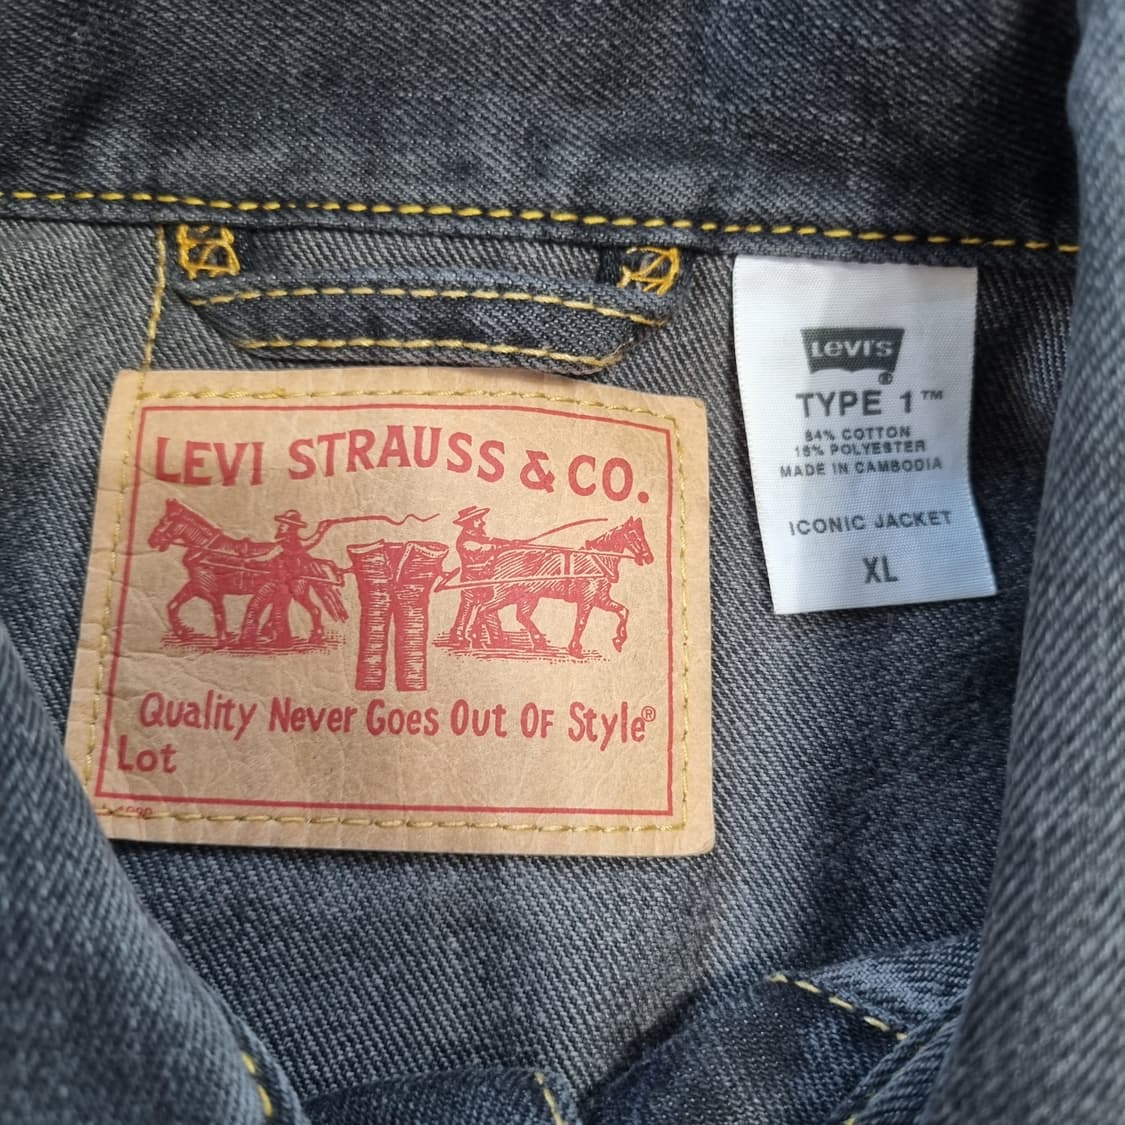 LEVI STRAUSS & CO.
Quality Never Goes Out Of Style®
Lot
LEVI'S
®
TYPE 1™
84% COTTON
16% POLYESTER
MADE IN CAMBODIA
ICONIC JACKET
XL